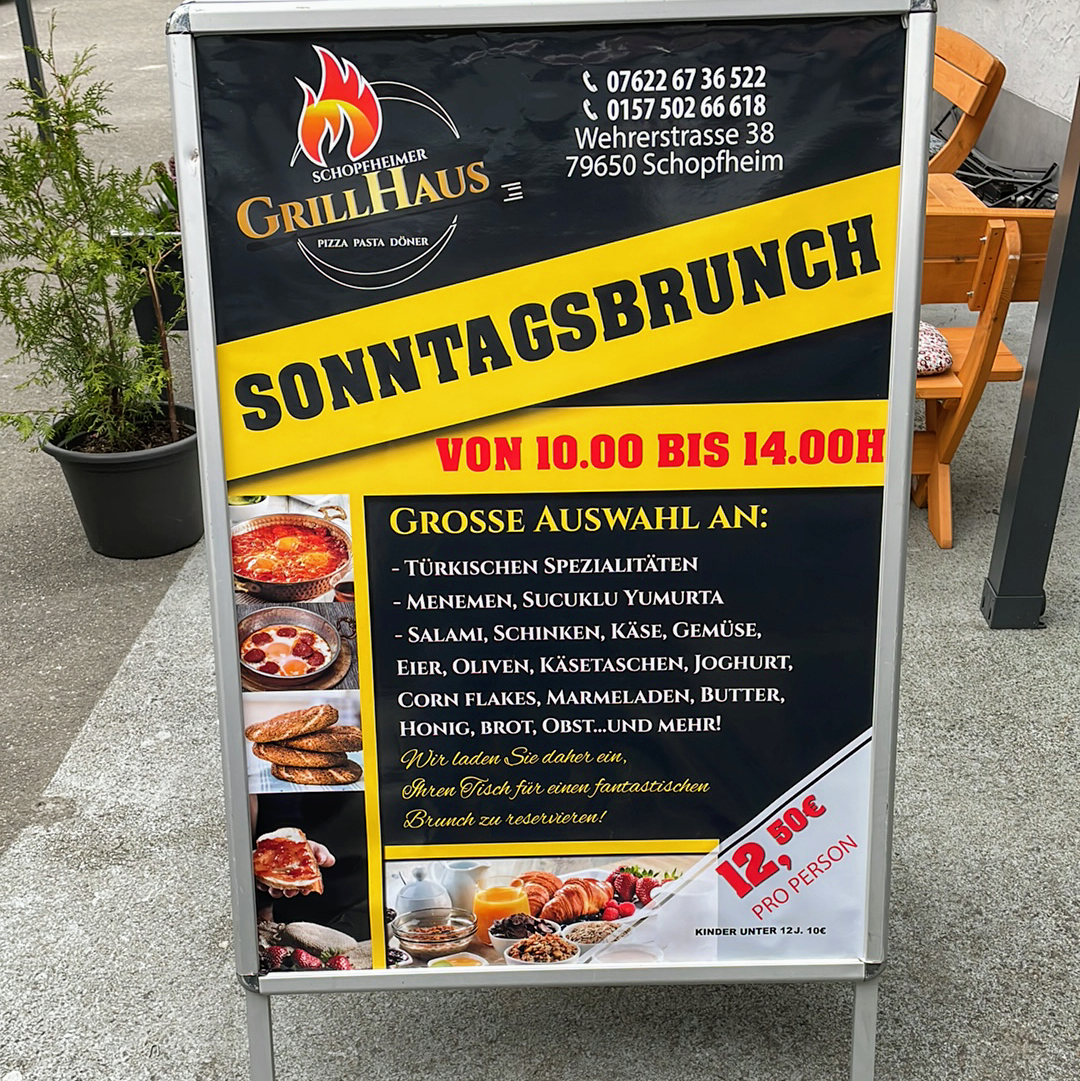 07622 67 36 522
0157 502 66 618
Wehrerstrasse 38
79650 Schopfheim
SCHOPFHEIMER
GRILLHAUS
PIZZA PASTA DÖNER
SONNTAGSBRUNCH
VON 10.00 BIS 14.00H
GROSSE AUSWAHL AN:
- TÜRKISCHEN SPEZIALITÄTEN
- MENEMEN, SUCUKLU YUMURTA
- SALAMI, SCHINKEN, KÄSE, GEMÜSE,
EIER, OLIVEN, KÄSETASCHEN, JOGHURT,
CORN FLAKES, MARMELADEN, BUTTER,
HONIG, BROT, OBST...UND MEHR!
Wir laden Sie daher ein,
Ihren Tisch für einen fantastischen
Brunch zu reservieren!
12,50€
PRO PERSON
KINDER UNTER 12J. 10€